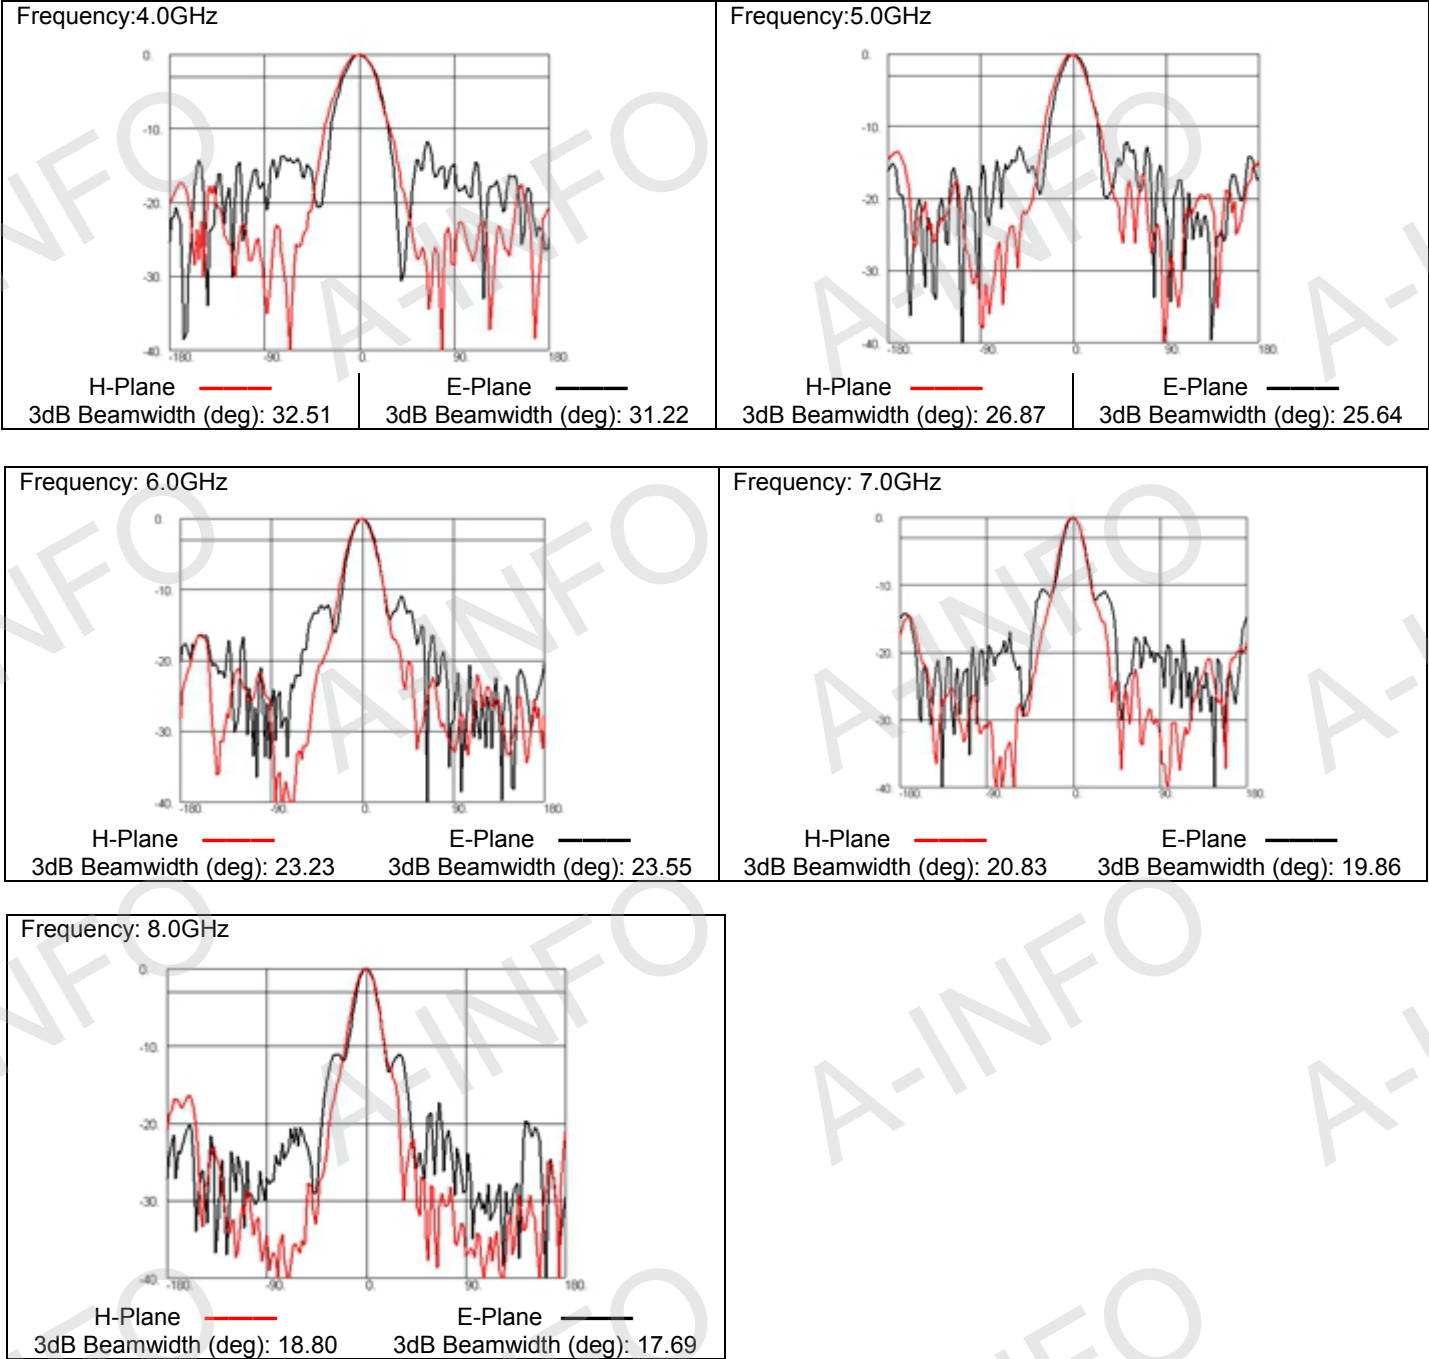 Frequency:4.0GHz
0.
-10.
-20.
-30.
-40.
-180.
-90.
0.
90.
180.
H-Plane
E-Plane
3dB Beamwidth (deg): 32.51
3dB Beamwidth (deg): 31.22
Frequency:5.0GHz
0.
-10.
-20.
-30.
-40.
-180.
-90.
0.
90.
180.
H-Plane
E-Plane
3dB Beamwidth (deg): 26.87
3dB Beamwidth (deg): 25.64
Frequency: 6.0GHz
0.
-10.
-20.
-30.
-40.
-180.
-90.
0.
90.
180.
H-Plane
E-Plane
3dB Beamwidth (deg): 23.23
3dB Beamwidth (deg): 23.55
Frequency: 7.0GHz
0.
-10.
-20.
-30.
-40.
-180.
-90.
0.
90.
180.
H-Plane
E-Plane
3dB Beamwidth (deg): 20.83
3dB Beamwidth (deg): 19.86
Frequency: 8.0GHz
0.
-10.
-20.
-30.
-40.
-180.
-90.
0.
90.
180.
H-Plane
E-Plane
3dB Beamwidth (deg): 18.80
3dB Beamwidth (deg): 17.69
A-INFO
A-INFO
A-INFO
A-INFO
A-INFO
A-INFO